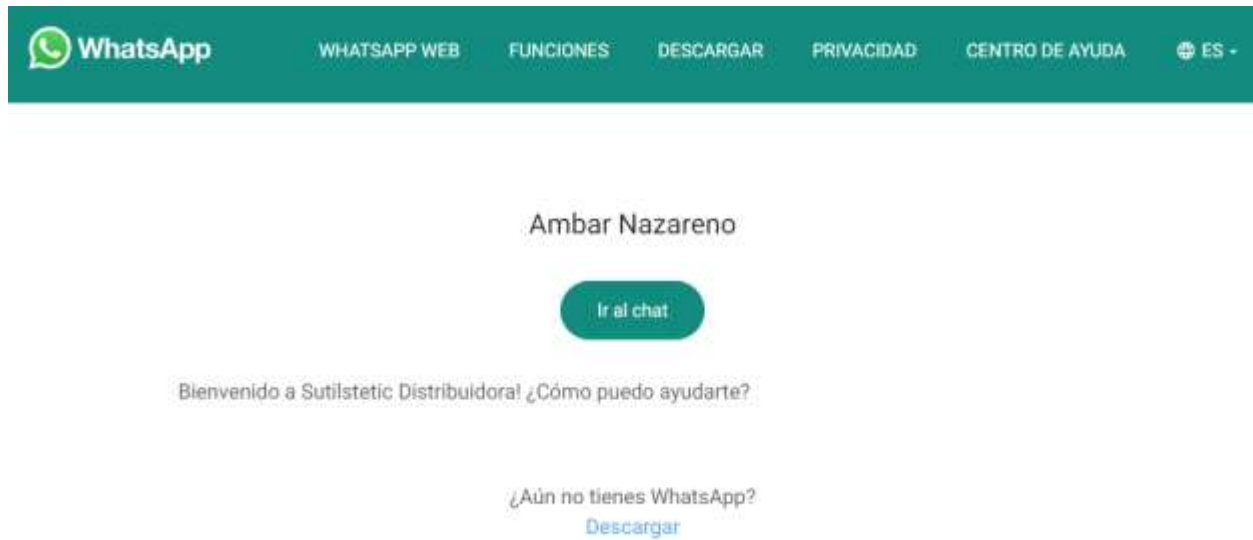 WhatsApp
WHATSAPP WEB FUNCIONES DESCARGAR PRIVACIDAD CENTRO DE AYUDA ES
Ambar Nazareno
Ir al chat
Bienvenido a Sutilstetic Distribuidora! ¿Cómo puedo ayudarte?
¿Aún no tienes WhatsApp?
Descargar